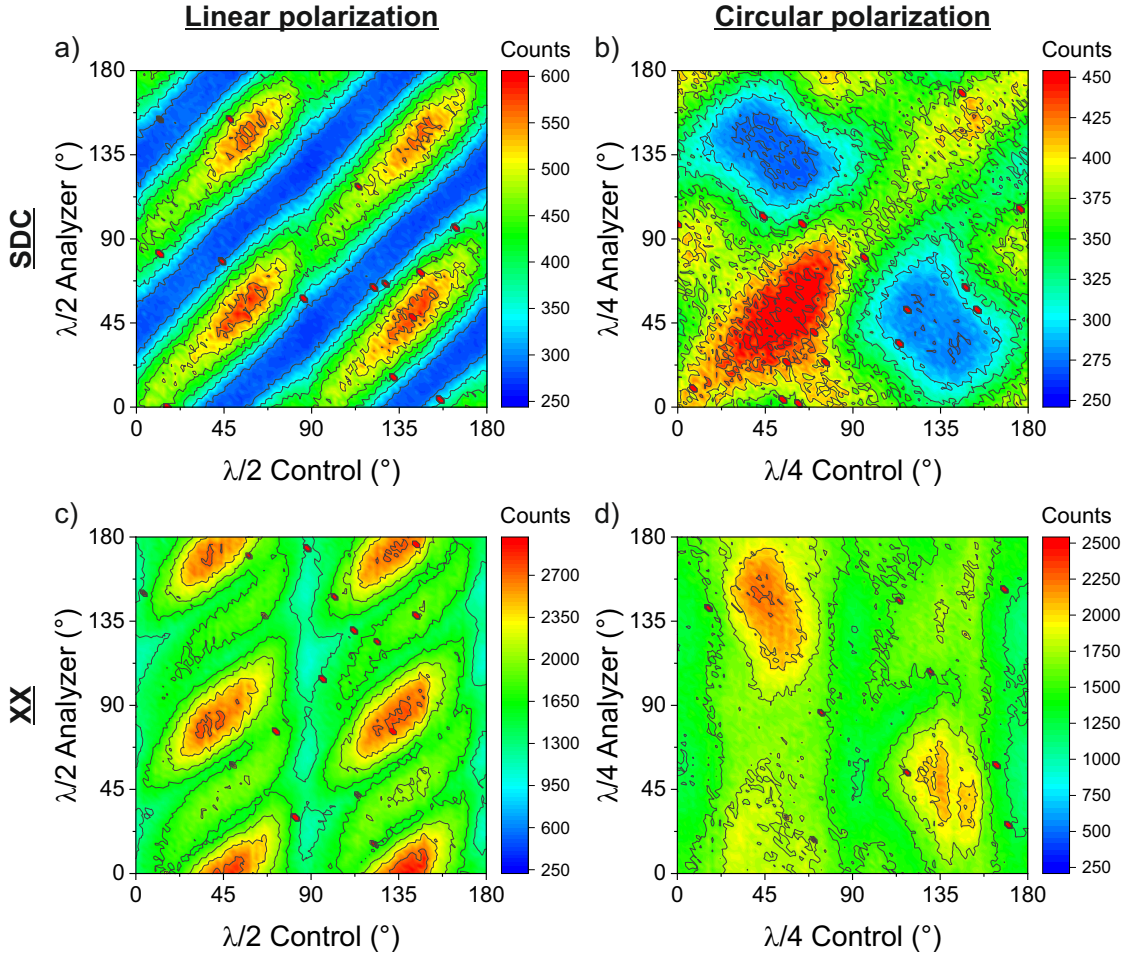 Linear polarization
Circular polarization
SDC
XX
a)
Counts
600
550
500
450
400
350
300
250
180
135
90
45
0
λ/2 Analyzer (°)
0 45 90 135 180
λ/2 Control (°)
b)
Counts
450
425
400
375
350
325
300
275
250
180
135
90
45
0
λ/4 Analyzer (°)
0 45 90 135 180
λ/4 Control (°)
c)
Counts
2700
2350
2000
1650
1300
950
600
250
180
135
90
45
0
λ/2 Analyzer (°)
0 45 90 135 180
λ/2 Control (°)
d)
Counts
2500
2250
2000
1750
1500
1250
1000
750
500
250
180
135
90
45
0
λ/4 Analyzer (°)
0 45 90 135 180
λ/4 Control (°)